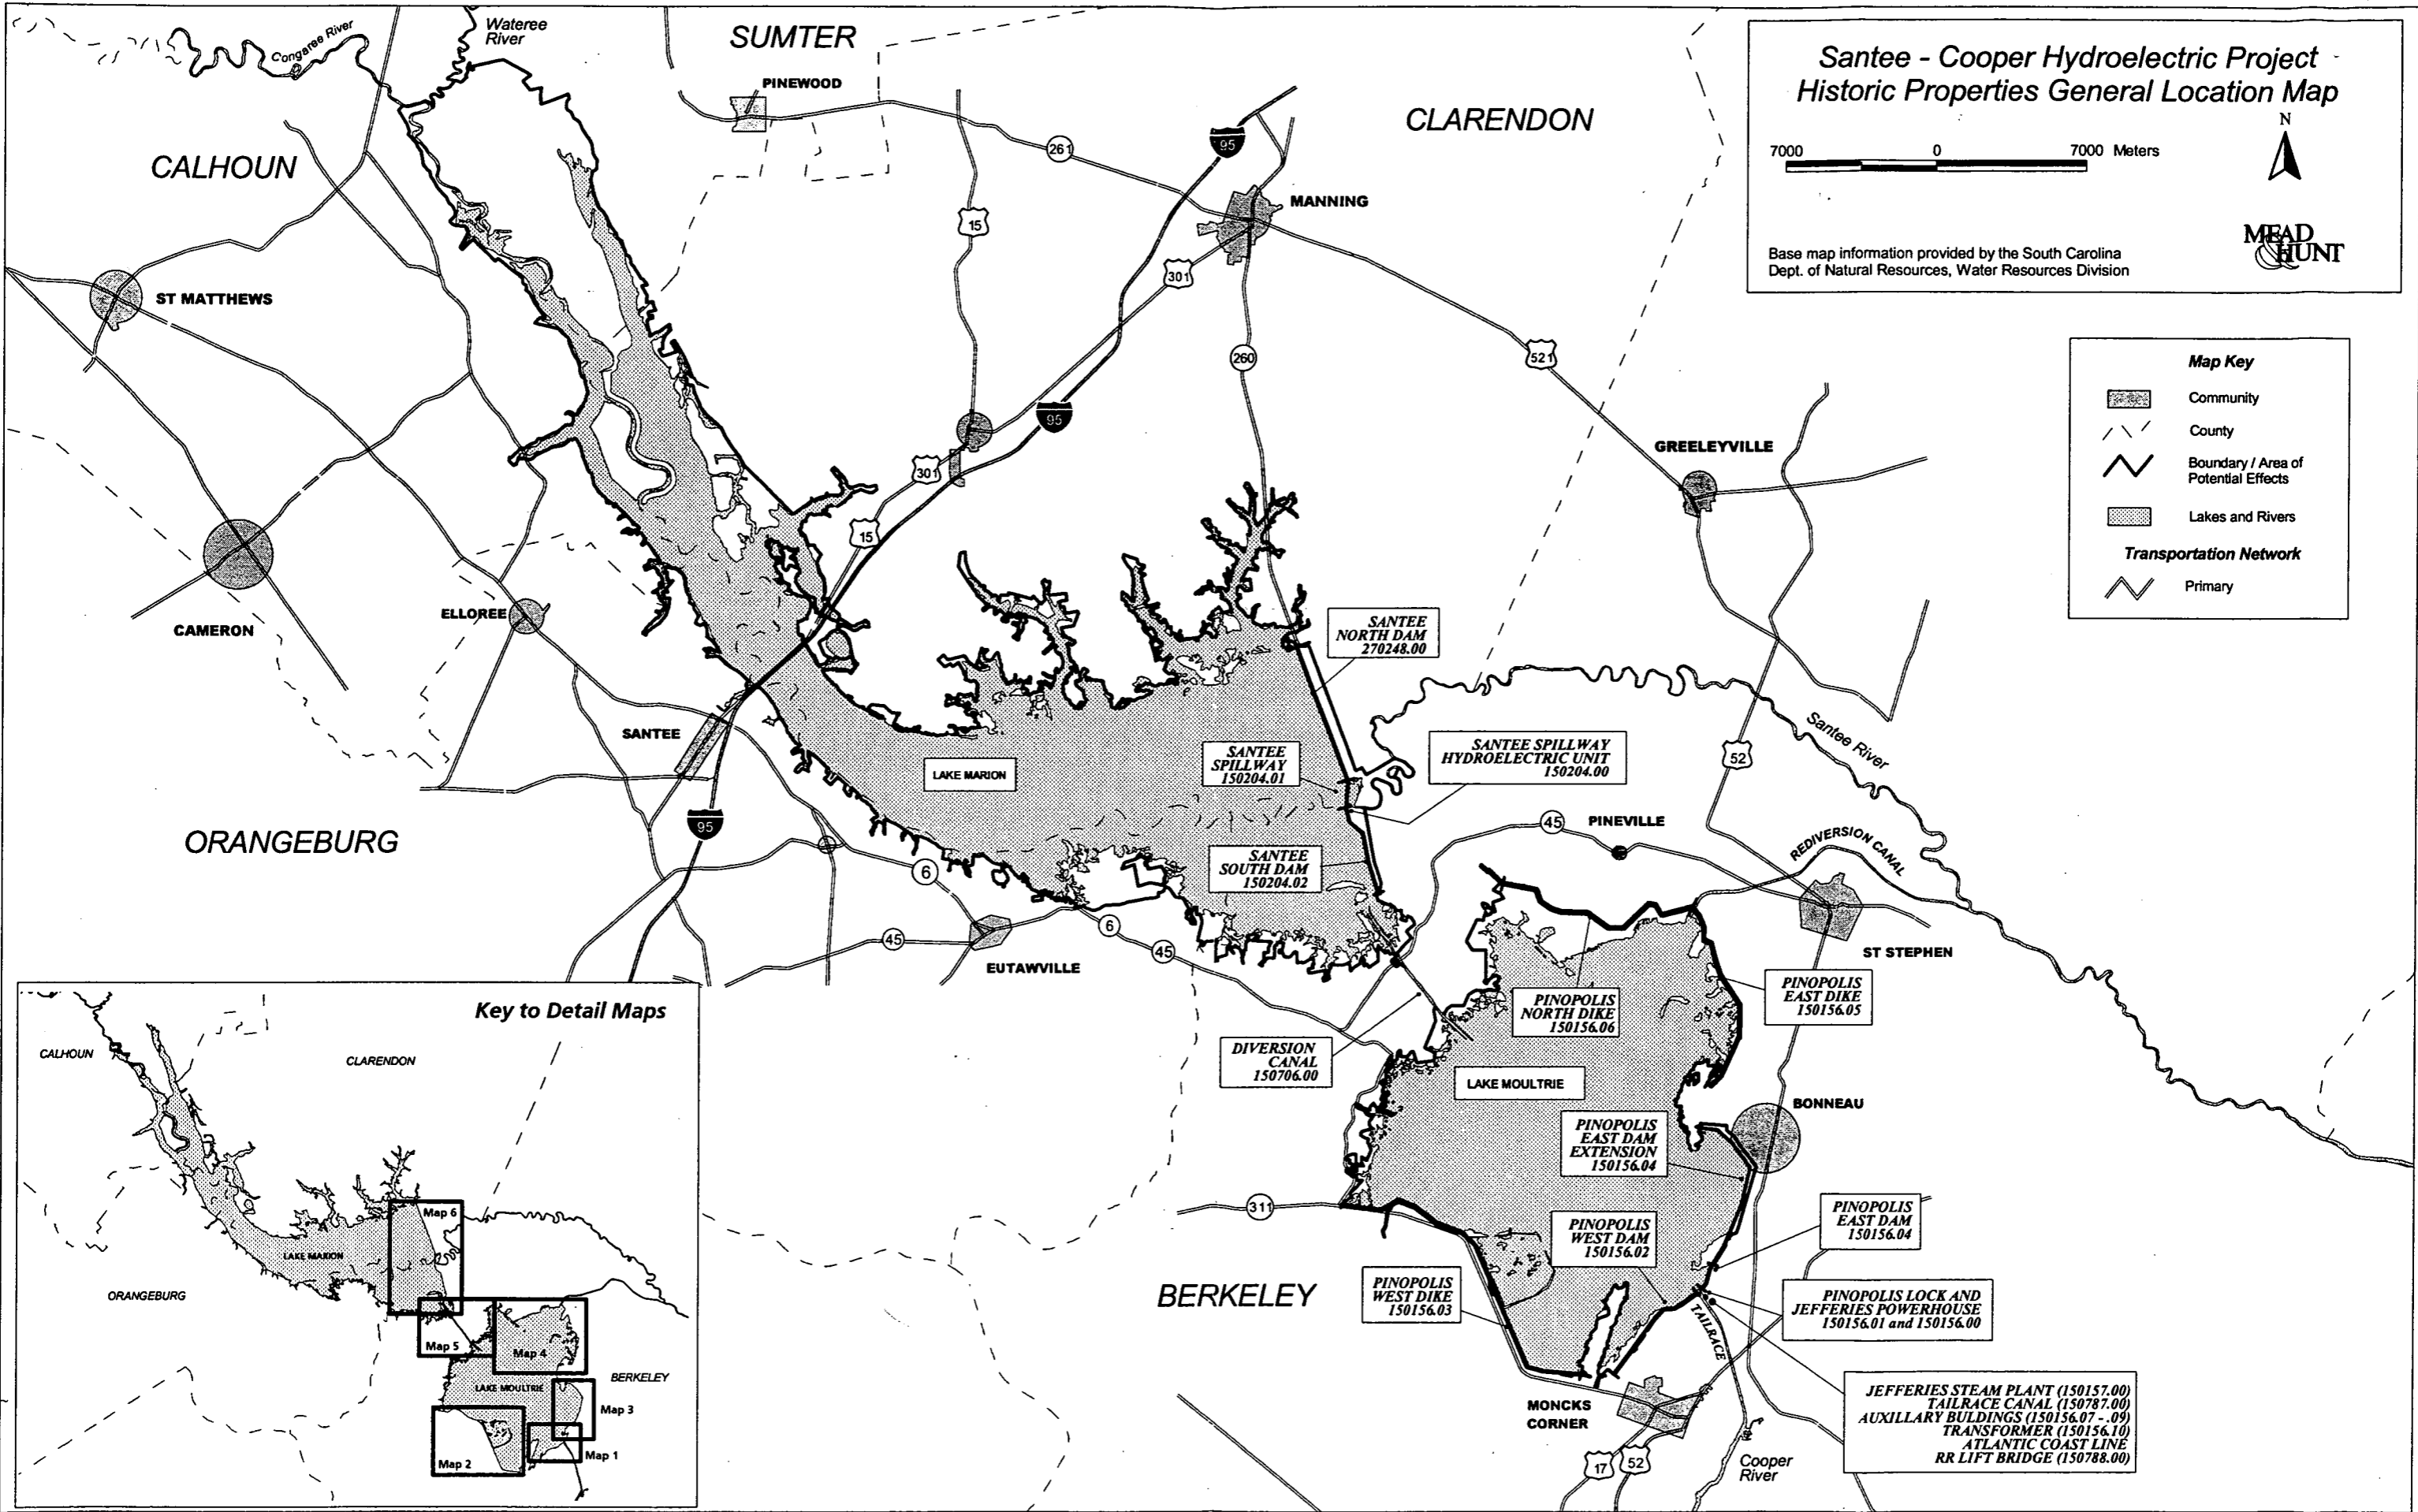 Santee - Cooper Hydroelectric Project
Historic Properties General Location Map
N
7000 0 7000 Meters
Base map information provided by the South Carolina
Dept. of Natural Resources, Water Resources Division
MEAD
& HUNT
Map Key
Community
County
Boundary / Area of
Potential Effects
Lakes and Rivers
Transportation Network
Primary
Congaree River
Wateree
River
SUMTER
PINEWOOD
CLARENDON
CALHOUN
261
95
15
MANNING
301
ST MATTHEWS
260
521
95
301
GREELEYVILLE
15
CAMERON
ELLOREE
SANTEE
NORTH DAM
270248.00
SANTEE
LAKE MARION
SANTEE
SPILLWAY
150204.01
SANTEE SPILLWAY
HYDROELECTRIC UNIT
150204.00
Santee River
52
95
ORANGEBURG
45
PINEVILLE
REDIVERSION CANAL
6
SANTEE
SOUTH DAM
150204.02
45
6
45
EUTAWVILLE
ST STEPHEN
PINOPOLIS
EAST DIKE
150156.05
PINOPOLIS
NORTH DIKE
150156.06
DIVERSION
CANAL
150706.00
LAKE MOULTRIE
BONNEAU
PINOPOLIS
EAST DAM
EXTENSION
150156.04
311
PINOPOLIS
WEST DAM
150156.02
PINOPOLIS
EAST DAM
150156.04
BERKELEY
PINOPOLIS
WEST DIKE
150156.03
PINOPOLIS LOCK AND
JEFFERIES POWERHOUSE
150156.01 and 150156.00
TAILRACE
JEFFERIES STEAM PLANT (150157.00)
TAILRACE CANAL (150787.00)
AUXILLARY BULDINGS (150156.07 - .09)
TRANSFORMER (150156.10)
ATLANTIC COAST LINE
RR LIFT BRIDGE (150788.00)
MONCKS
CORNER
17
52
Cooper
River
Key to Detail Maps
CALHOUN
CLARENDON
Map 6
LAKE MARION
ORANGEBURG
Map 5
Map 4
BERKELEY
LAKE MOULTRIE
Map 3
Map 2
Map 1